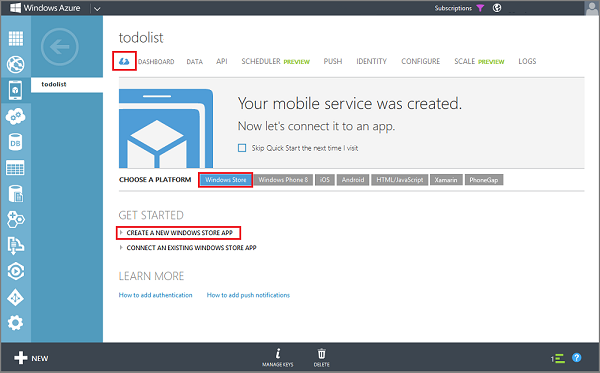 Windows Azure
Subscriptions
todolist
todolist
DASHBOARD DATA API SCHEDULER PREVIEW PUSH IDENTITY CONFIGURE SCALE PREVIEW LOGS
Your mobile service was created.
Now let's connect it to an app.
Skip Quick Start the next time I visit
CHOOSE A PLATFORM Windows Store Windows Phone 8 iOS Android HTML/JavaScript Xamarin PhoneGap
GET STARTED
CREATE A NEW WINDOWS STORE APP
CONNECT AN EXISTING WINDOWS STORE APP
LEARN MORE
How to add authentication How to add push notifications
DB
NEW
MANAGE KEYS
DELETE
1
?